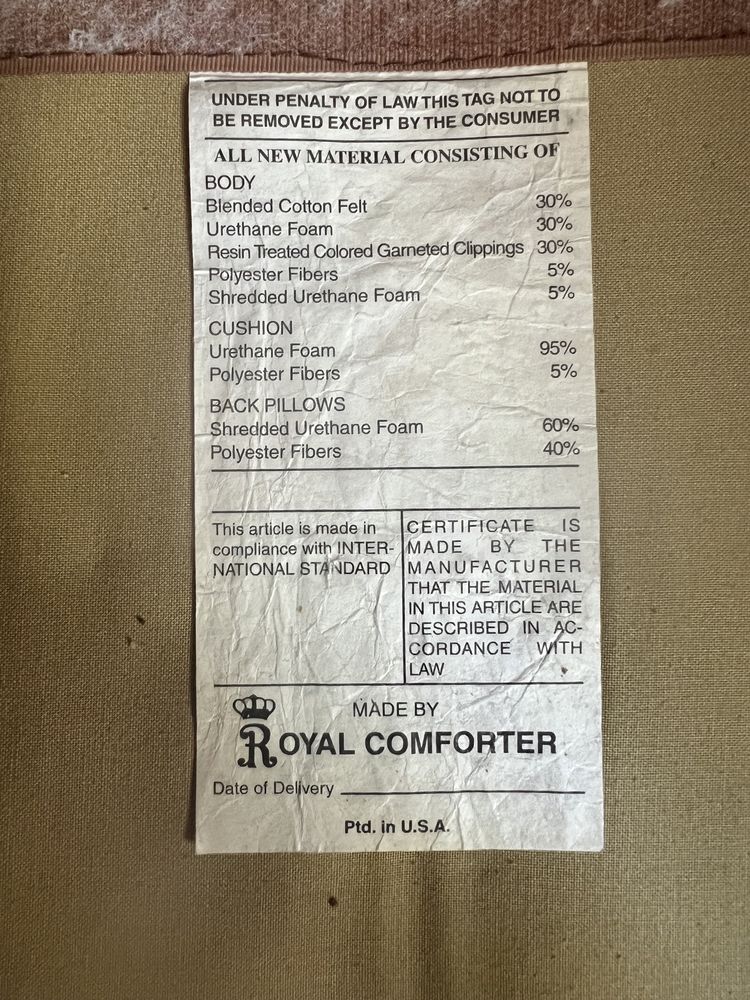 UNDER PENALTY OF LAW THIS TAG NOT TO
BE REMOVED EXCEPT BY THE CONSUMER
ALL NEW MATERIAL CONSISTING OF
BODY
Blended Cotton Felt 30%
Urethane Foam 30%
Resin Treated Colored Garneted Clippings 30%
Polyester Fibers 5%
Shredded Urethane Foam 5%
CUSHION
Urethane Foam 95%
Polyester Fibers 5%
BACK PILLOWS
Shredded Urethane Foam 60%
Polyester Fibers 40%
This article is made in
compliance with INTER-
NATIONAL STANDARD
CERTIFICATE IS
MADE BY THE
MANUFACTURER
THAT THE MATERIAL
IN THIS ARTICLE ARE
DESCRIBED IN AC-
CORDANCE WITH
LAW
MADE BY
ROYAL COMFORTER
Date of Delivery
Ptd. in U.S.A.